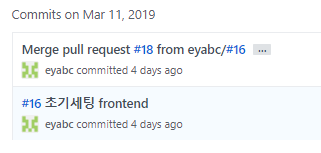 Commits on Mar 11, 2019
Merge pull request #18 from eyabc/#16 ...
eyabc committed 4 days ago
#16 초기세팅 frontend
eyabc committed 4 days ago